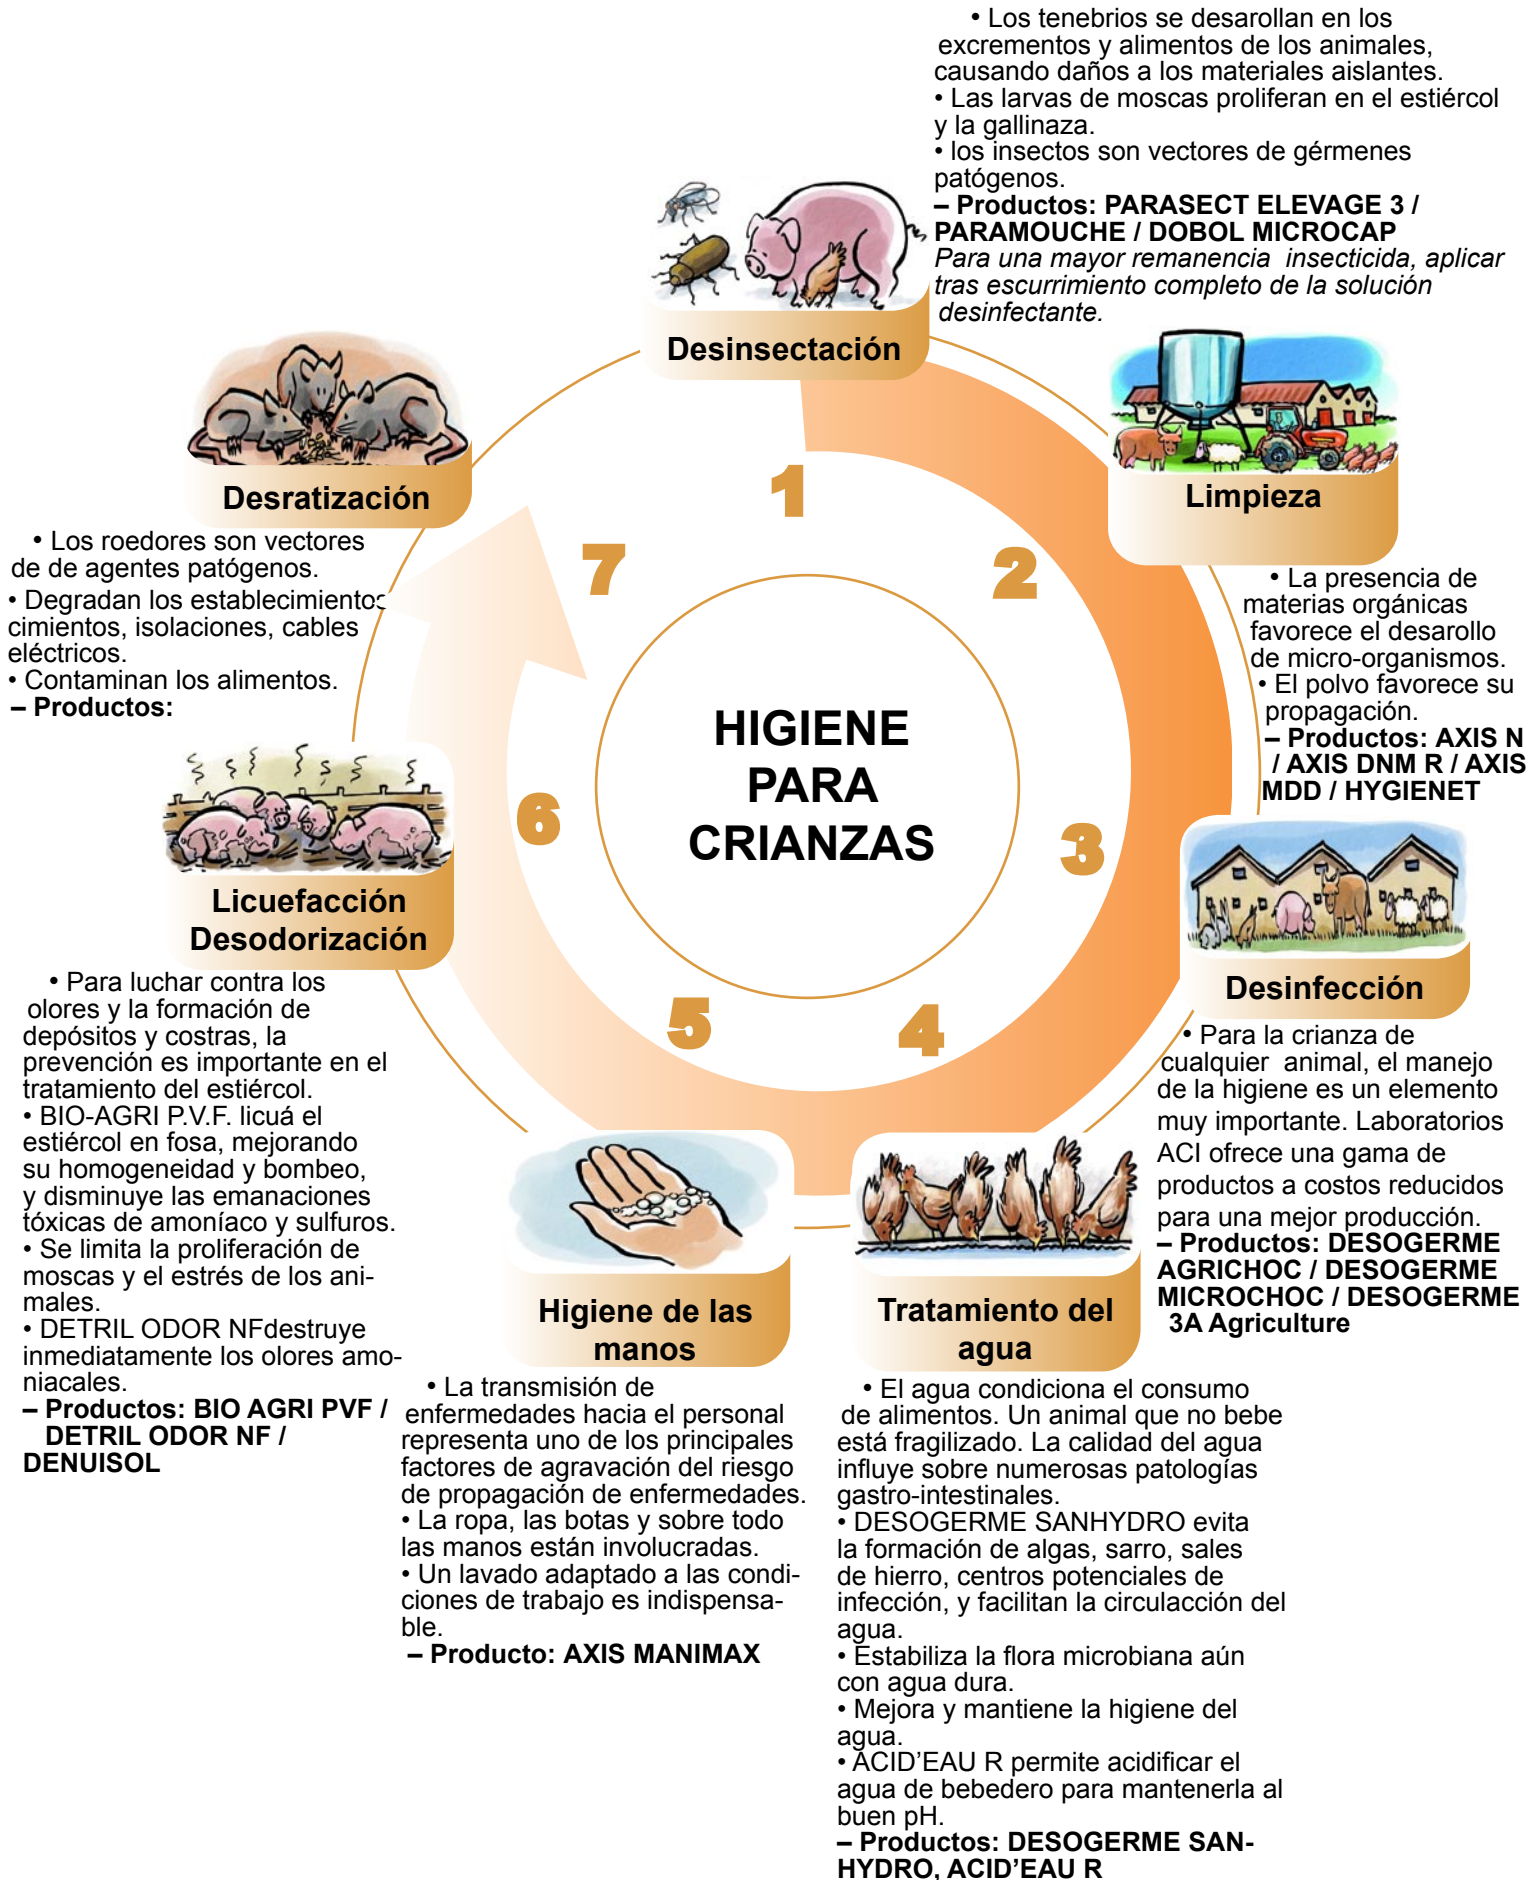 • Los tenebrios se desarollan en los
excrementos y alimentos de los animales,
causando daños a los materiales aislantes.
• Las larvas de moscas proliferan en el estiércol
y la gallinaza.
• los insectos son vectores de gérmenes
patógenos.
– Productos: PARASECT ELEVAGE 3 /
PARAMOUCHE / DOBOL MICROCAP
Para una mayor remanencia insecticida, aplicar
tras escurrimiento completo de la solución
desinfectante.
Desinsectación
1
Limpieza
2
• La presencia de
materias orgánicas
favorece el desarollo
de micro-organismos.
• El polvo favorece su
propagación.
– Productos: AXIS N
/ AXIS DNM R / AXIS
MDD / HYGIENET
Desinfección
3
• Para la crianza de
cualquier animal, el manejo
de la higiene es un elemento
muy importante. Laboratorios
ACI ofrece una gama de
productos a costos reducidos
para una mejor producción.
– Productos: DESOGERME
AGRICHOC / DESOGERME
MICROCHOC / DESOGERME
3A Agriculture
Tratamiento del
agua
4
• El agua condiciona el consumo
de alimentos. Un animal que no bebe
está fragilizado. La calidad del agua
influye sobre numerosas patologías
gastro-intestinales.
• DESOGERME SANHYDRO evita
la formación de algas, sarro, sales
de hierro, centros potenciales de
infección, y facilitan la circulacción del
agua.
• Estabiliza la flora microbiana aún
con agua dura.
• Mejora y mantiene la higiene del
agua.
• ACID’EAU R permite acidificar el
agua de bebedero para mantenerla al
buen pH.
– Productos: DESOGERME SAN-
HYDRO, ACID’EAU R
Higiene de las
manos
5
• La transmisión de
enfermedades hacia el personal
representa uno de los principales
factores de agravación del riesgo
de propagación de enfermedades.
• La ropa, las botas y sobre todo
las manos están involucradas.
• Un lavado adaptado a las condi-
ciones de trabajo es indispensa-
ble.
– Producto: AXIS MANIMAX
Licuefacción
Desodorización
6
• Para luchar contra los
olores y la formación de
depósitos y costras, la
prevención es importante en el
tratamiento del estiércol.
• BIO-AGRI P.V.F. licuá el
estiércol en fosa, mejorando
su homogeneidad y bombeo,
y disminuye las emanaciones
tóxicas de amoníaco y sulfuros.
• Se limita la proliferación de
moscas y el estrés de los ani-
males.
• DETRIL ODOR NFdestruye
inmediatamente los olores amo-
niacales.
– Productos: BIO AGRI PVF /
DETRIL ODOR NF /
DENUISOL
Desratización
7
• Los roedores son vectores
de de agentes patógenos.
• Degradan los establecimientos
cimientos, isolaciones, cables
eléctricos.
• Contaminan los alimentos.
– Productos:
HIGIENE
PARA
CRIANZAS